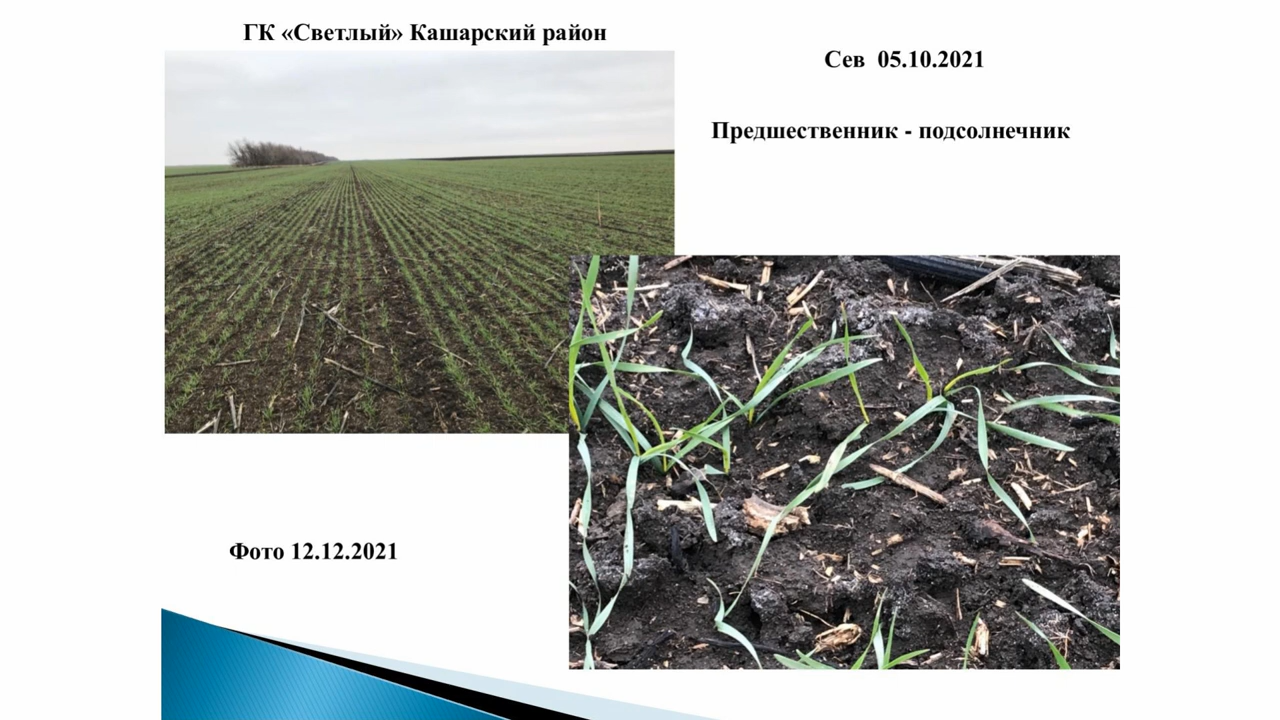 ГК «Светлый» Кашарский район
Сев 05.10.2021
Предшественник - подсолнечник
Фото 12.12.2021